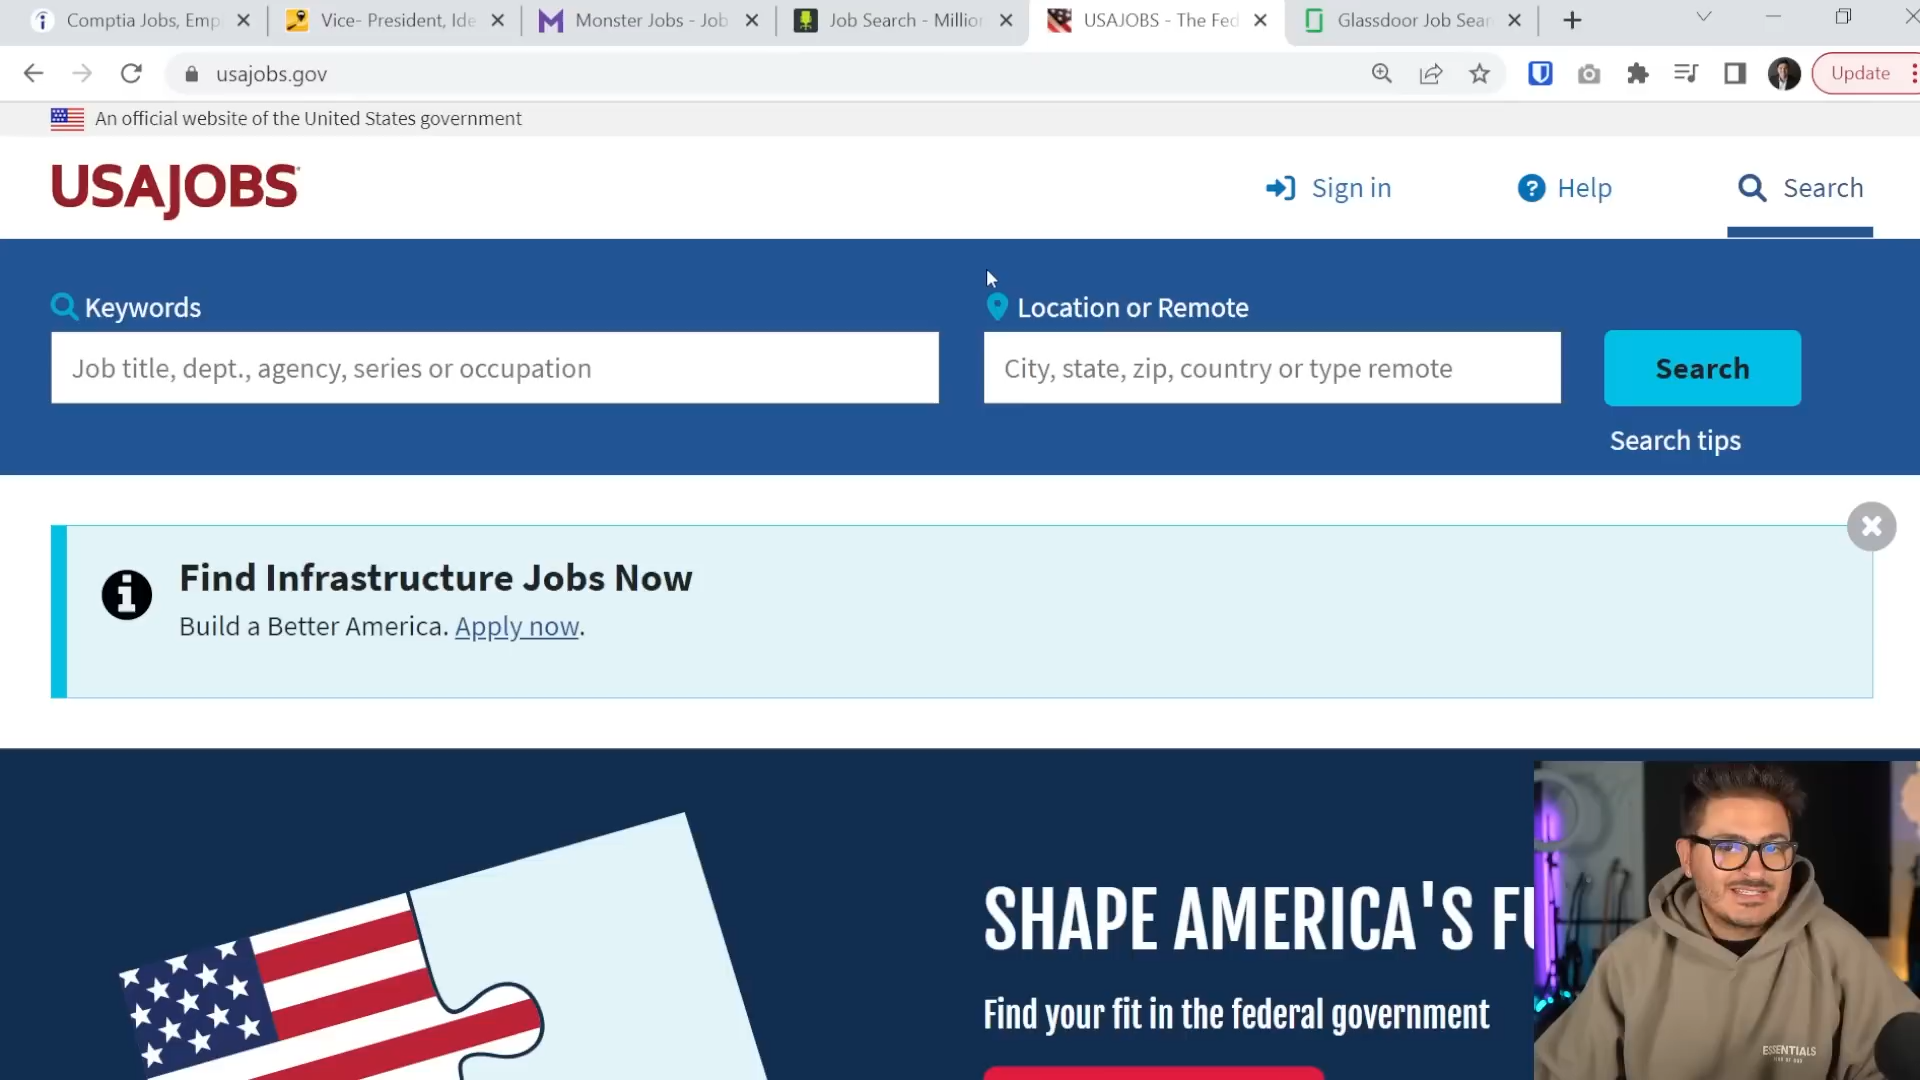 Comptia Jobs, Emp
Vice- President, Ide
Monster Jobs - Job
Job Search - Million
USAJOBS - The Fed
Glassdoor Job Sear
usajobs.gov
Update
An official website of the United States government
USAJOBS
Sign in
Help
Search
Keywords
Location or Remote
Job title, dept., agency, series or occupation
City, state, zip, country or type remote
Search
Search tips
Find Infrastructure Jobs Now
Build a Better America. Apply now.
SHAPE AMERICA'S FU
Find your fit in the federal government
ESSENTIALS